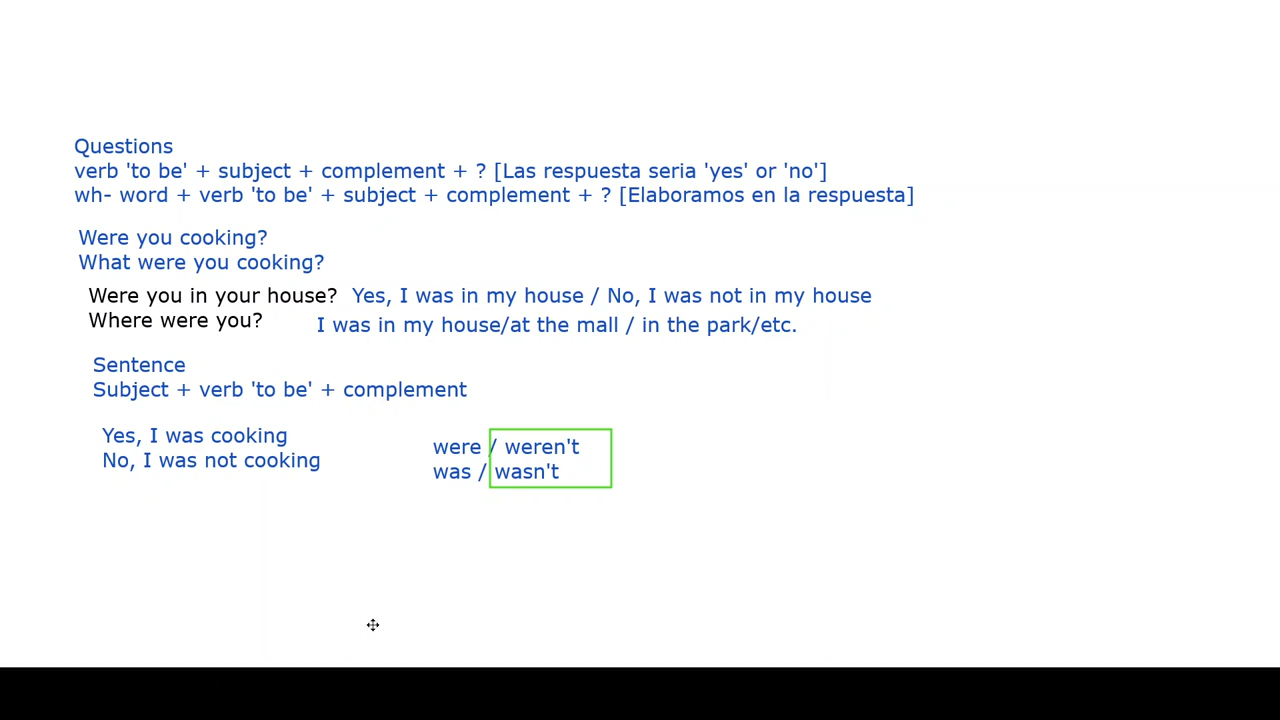 Questions
verb 'to be' + subject + complement + ? [Las respuesta seria 'yes' or 'no']
wh- word + verb 'to be' + subject + complement + ? [Elaboramos en la respuesta]
Were you cooking?
What were you cooking?
Were you in your house? Yes, I was in my house / No, I was not in my house
Where were you? I was in my house/at the mall / in the park/etc.
Sentence
Subject + verb 'to be' + complement
Yes, I was cooking
No, I was not cooking
were / weren't
was / wasn't